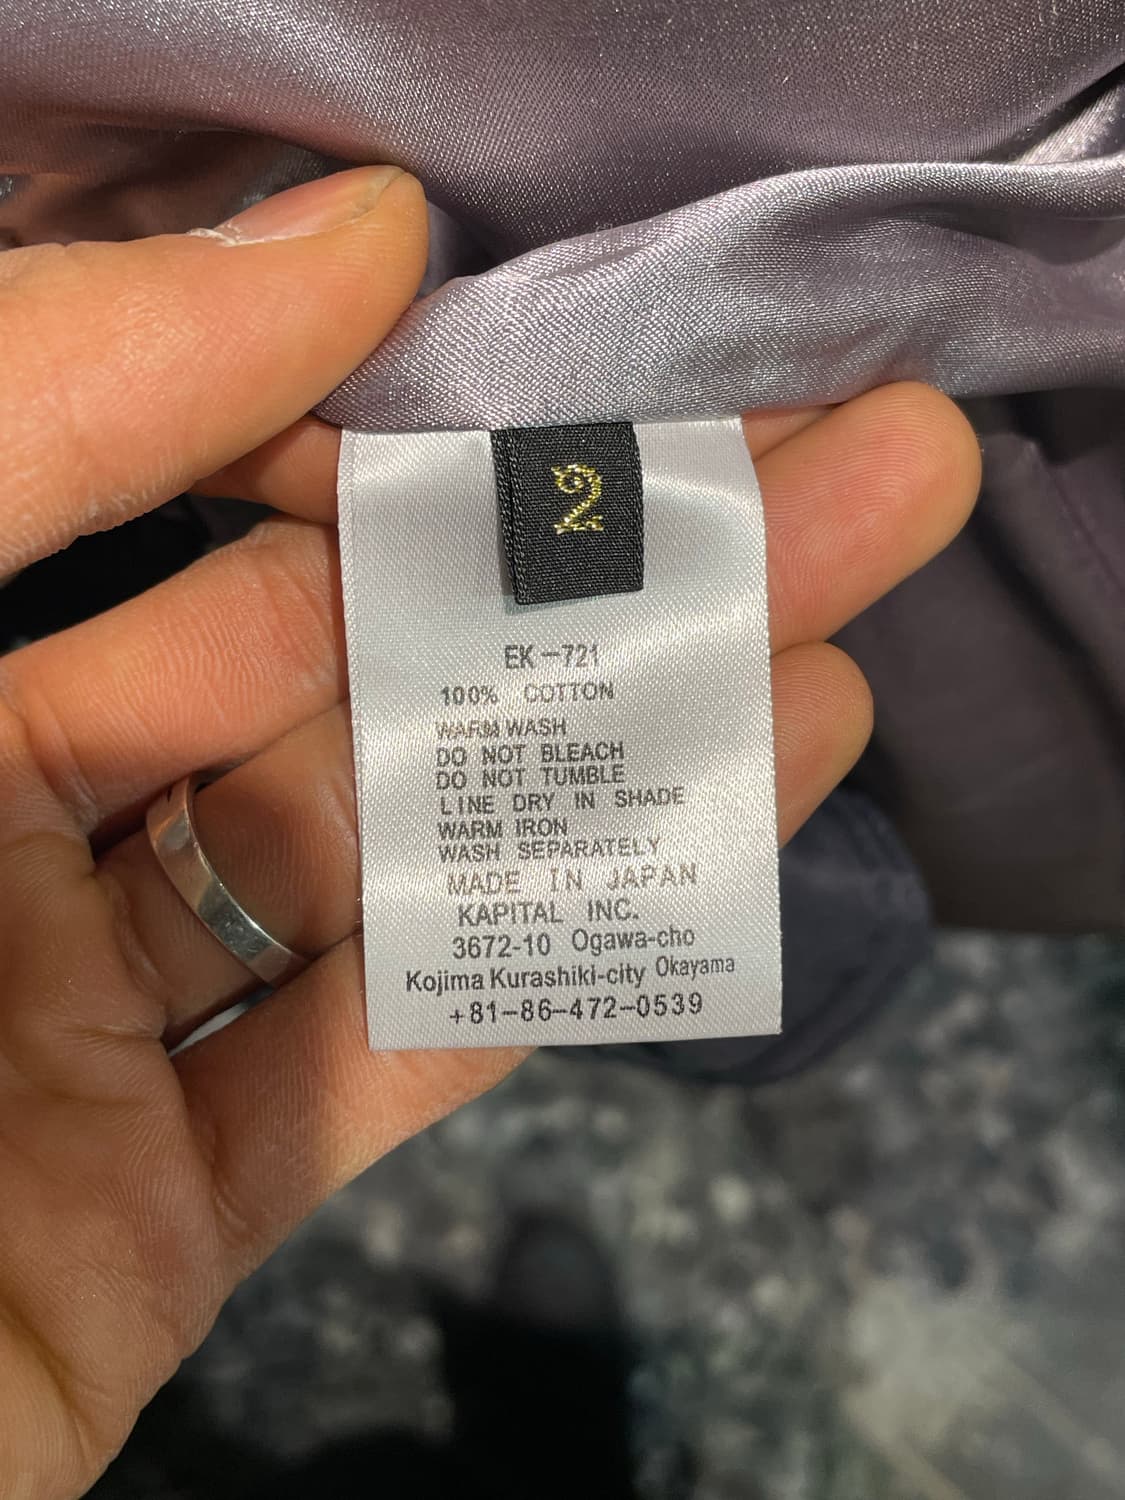 2
EK-721
100% COTTON
WARM WASH
DO NOT BLEACH
DO NOT TUMBLE
LINE DRY IN SHADE
WARM IRON
WASH SEPARATELY
MADE IN JAPAN
KAPITAL INC.
3672-10 Ogawa-cho
Kojima Kurashiki-city Okayama
+81-86-472-0539